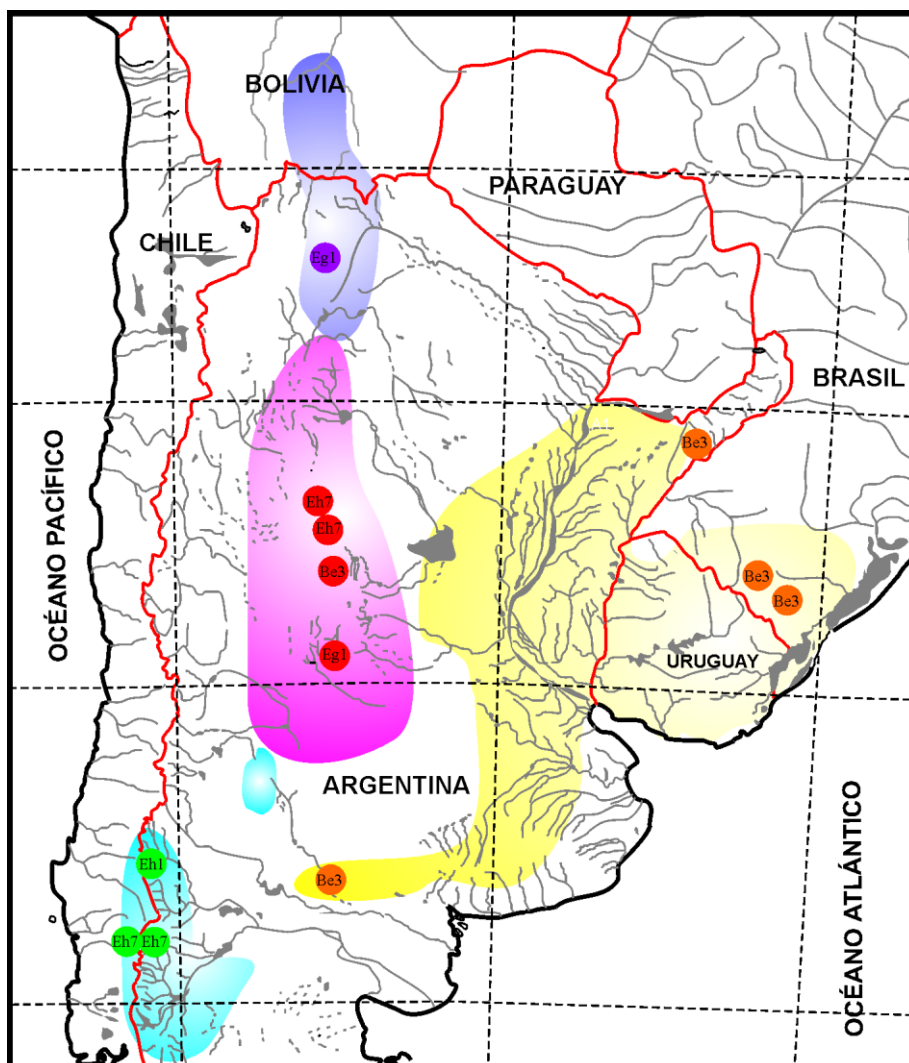 BOLIVIA
PARAGUAY
CHILE
Eg1
BRASIL
Be3
OCÉANO PACÍFICO
Eh7
Eh7
Be3
Be3
Be3
Eg1
URUGUAY
ARGENTINA
Eh1
Be3
Eh7
Eh7
OCÉANO ATLÁNTICO